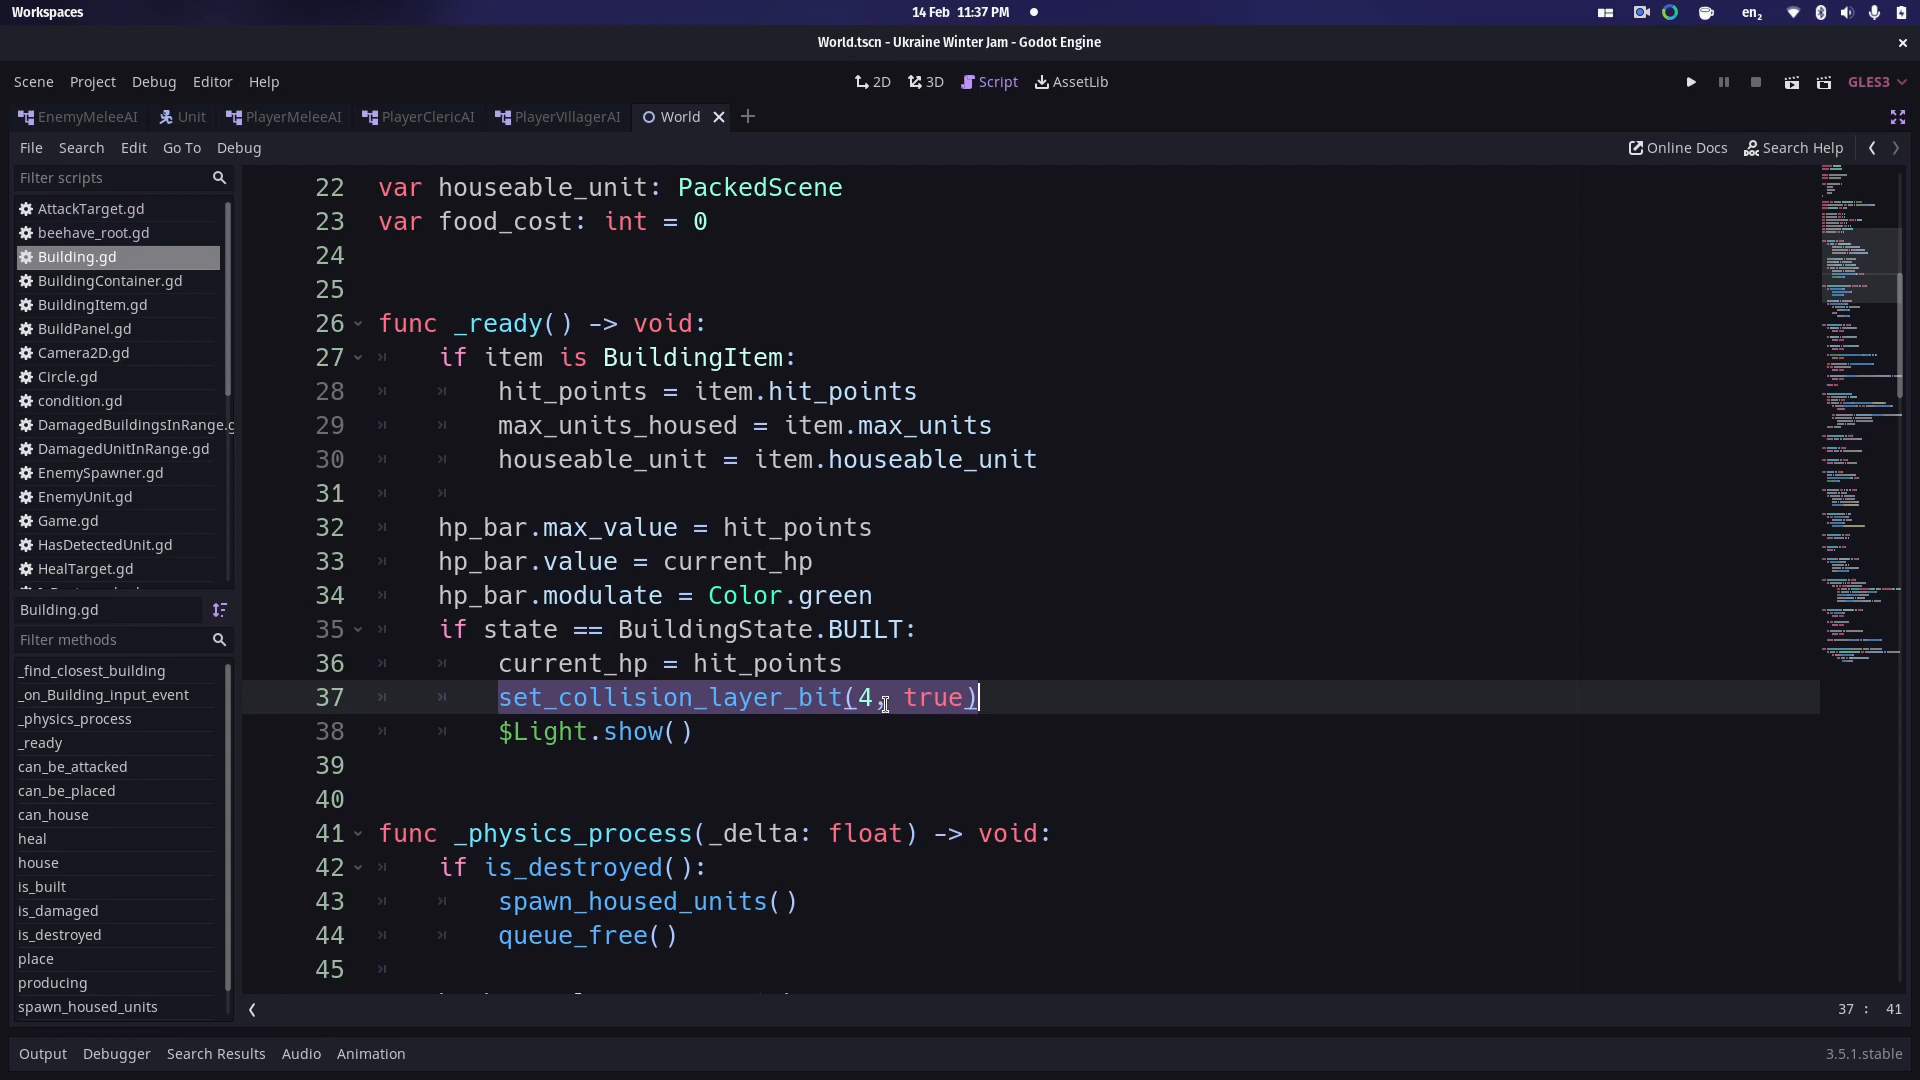 Workspaces
14 Feb 11:37 PM
en₂
World.tscn - Ukraine Winter Jam - Godot Engine
Scene Project Debug Editor Help
2D 3D Script AssetLib
GLES3
EnemyMeleeAI Unit PlayerMeleeAI PlayerClericAI PlayerVillagerAI World
File Search Edit Go To Debug
Online Docs Search Help
Filter scripts
AttackTarget.gd
beehave_root.gd
Building.gd
BuildingContainer.gd
BuildingItem.gd
BuildPanel.gd
Camera2D.gd
Circle.gd
condition.gd
DamagedBuildingsInRange.g
DamagedUnitInRange.gd
EnemySpawner.gd
EnemyUnit.gd
Game.gd
HasDetectedUnit.gd
HealTarget.gd
Building.gd
Filter methods
_find_closest_building
_on_Building_input_event
_physics_process
_ready
can_be_attacked
can_be_placed
can_house
heal
house
is_built
is_damaged
is_destroyed
place
producing
spawn_housed_units
22 var houseable_unit: PackedScene
23 var food_cost: int = 0
24
25
26 func _ready() -> void:
27 if item is BuildingItem:
28 hit_points = item.hit_points
29 max_units_housed = item.max_units
30 houseable_unit = item.houseable_unit
31
32 hp_bar.max_value = hit_points
33 hp_bar.value = current_hp
34 hp_bar.modulate = Color.green
35 if state == BuildingState.BUILT:
36 current_hp = hit_points
37 set_collision_layer_bit(4, true)
38 $Light.show()
39
40
41 func _physics_process(_delta: float) -> void:
42 if is_destroyed():
43 spawn_housed_units()
44 queue_free()
45
37 : 41
Output Debugger Search Results Audio Animation
3.5.1.stable